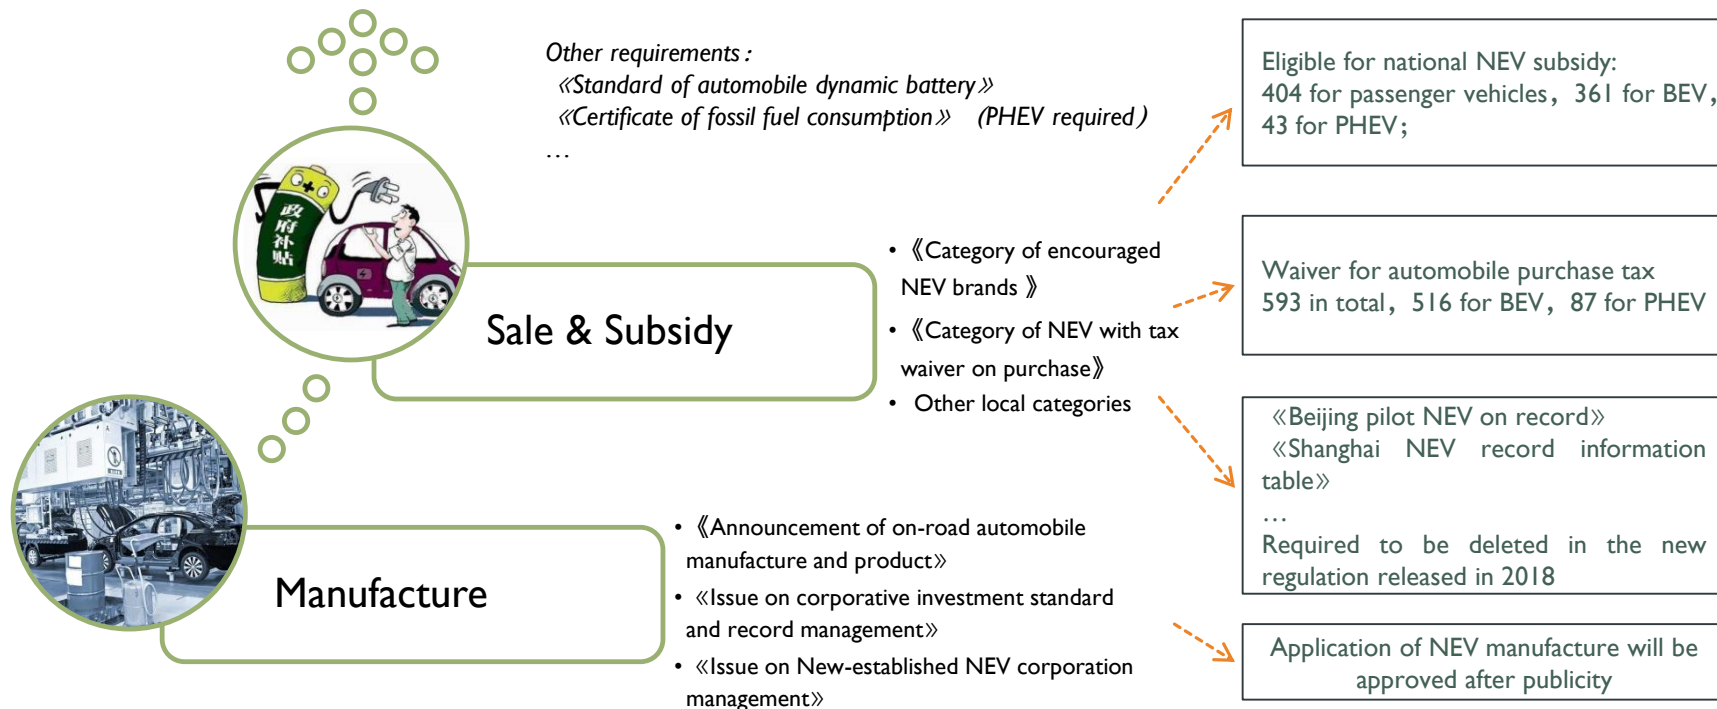 Other requirements：
《Standard of automobile dynamic battery》
《Certificate of fossil fuel consumption》 (PHEV required）
…
政府补贴
Sale & Subsidy
• 《Category of encouraged
NEV brands 》
• 《Category of NEV with tax
waiver on purchase》
• Other local categories
Eligible for national NEV subsidy:
404 for passenger vehicles，361 for BEV，
43 for PHEV；
Waiver for automobile purchase tax
593 in total，516 for BEV，87 for PHEV
《Beijing pilot NEV on record》
《Shanghai NEV record information
table》
…
Required to be deleted in the new
regulation released in 2018
Manufacture
• 《Announcement of on-road automobile
manufacture and product》
• 《Issue on corporative investment standard
and record management》
• 《Issue on New-established NEV corporation
management》
Application of NEV manufacture will be
approved after publicity